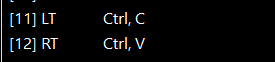 [11] LT Ctrl, C
[12] RT Ctrl, V